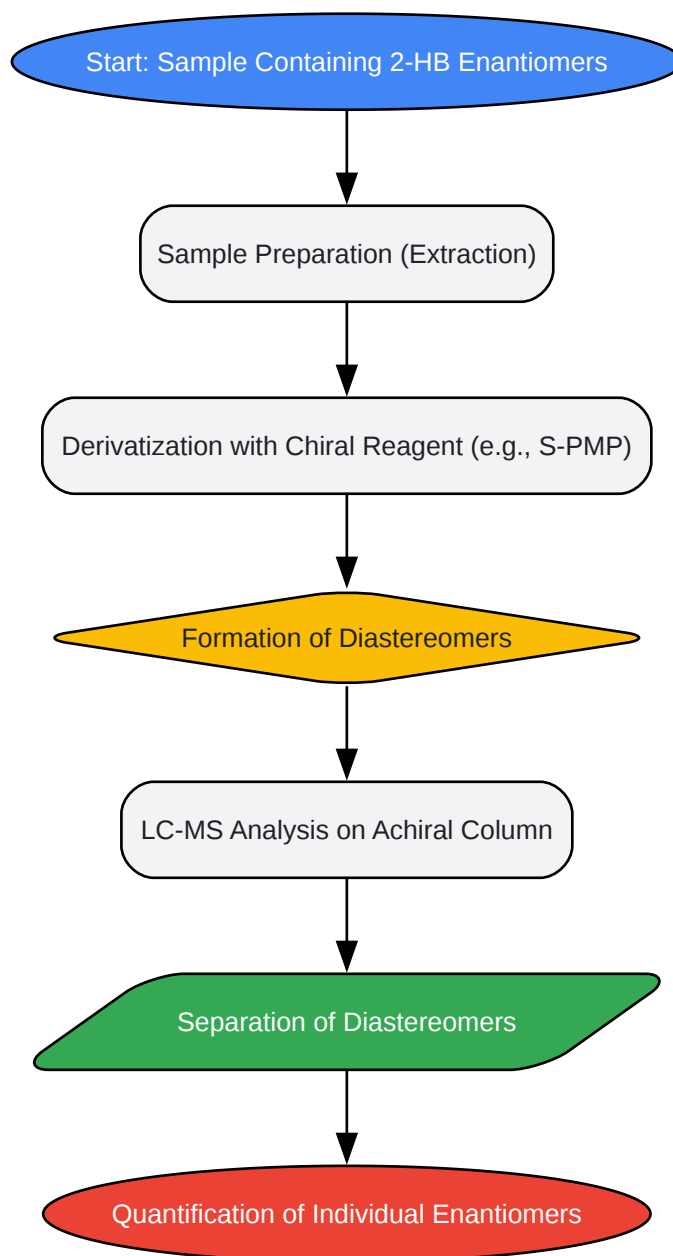 Start: Sample Containing 2-HB Enantiomers
Sample Preparation (Extraction)
Derivatization with Chiral Reagent (e.g., S-PMP)
Formation of Diastereomers
LC-MS Analysis on Achiral Column
Separation of Diastereomers
Quantification of Individual Enantiomers